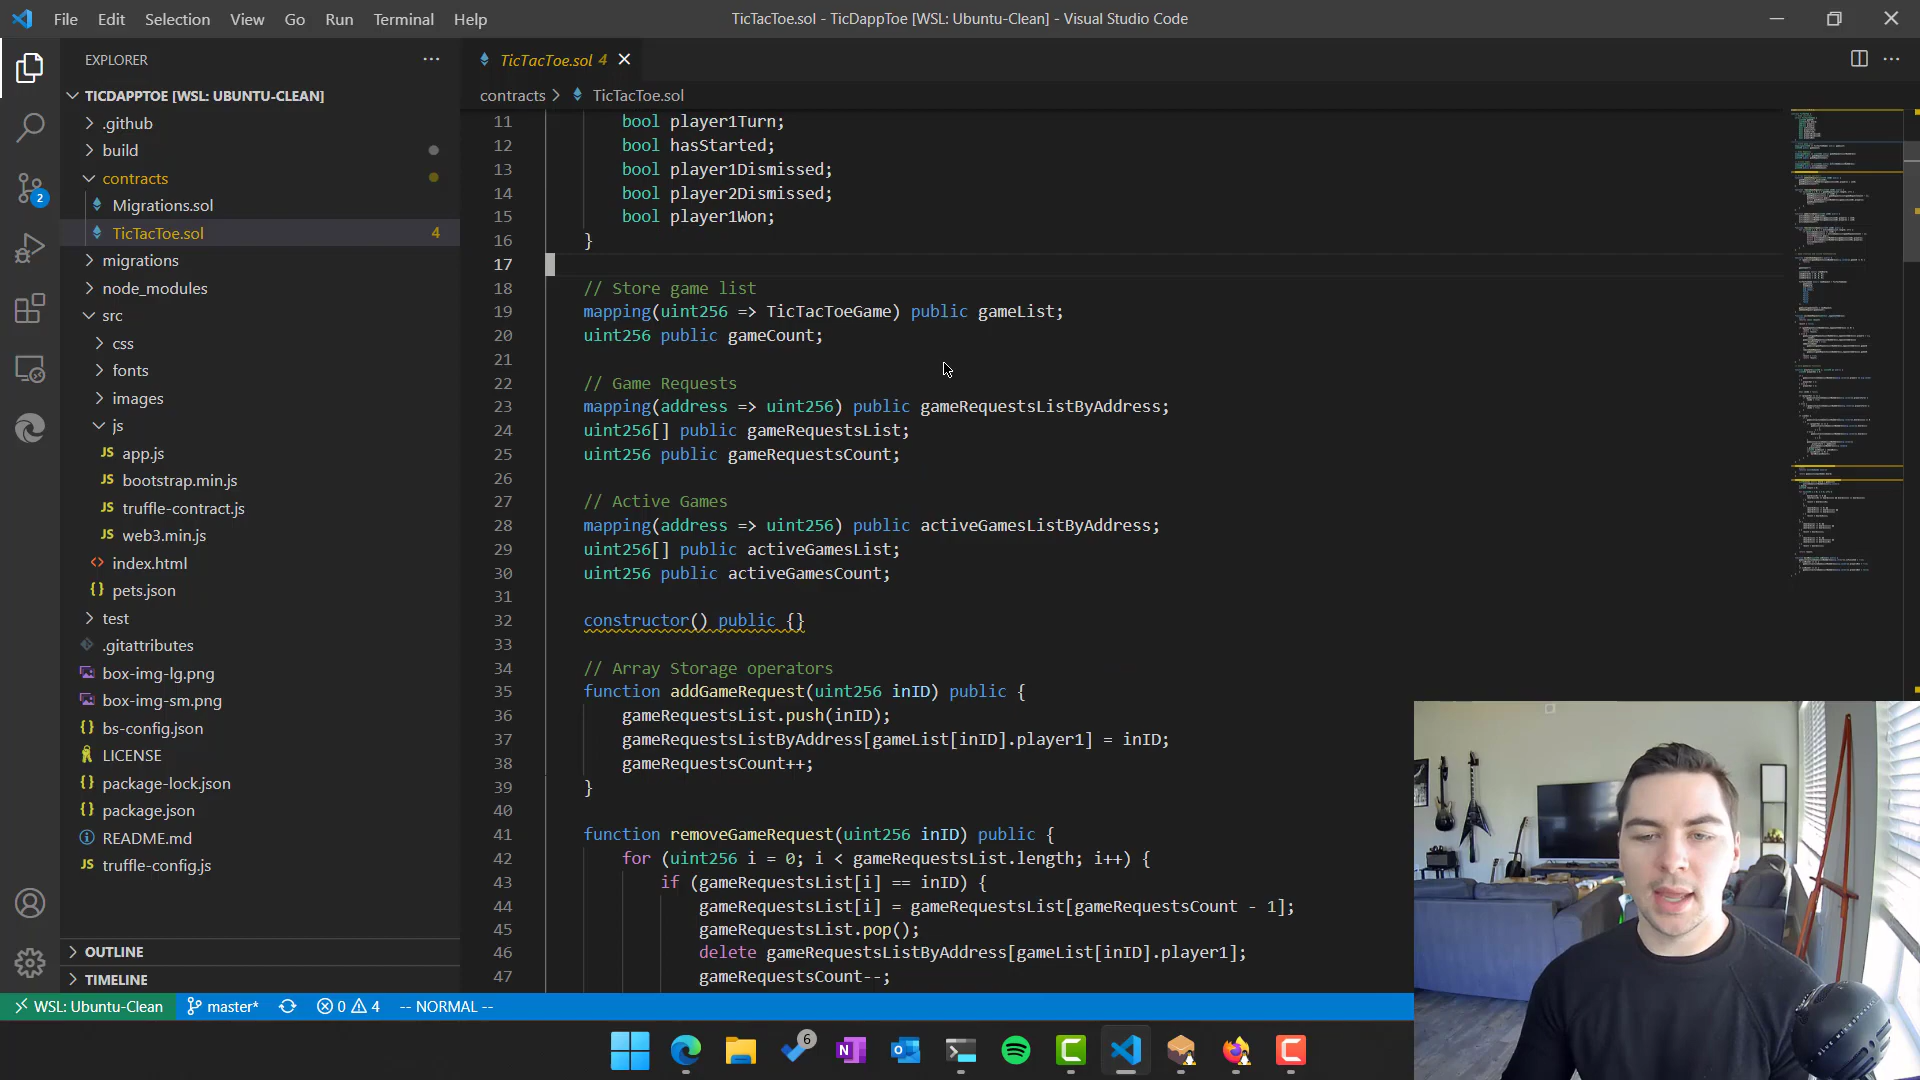 File Edit Selection View Go Run Terminal Help
TicTacToe.sol - TicDappToe [WSL: Ubuntu-Clean] - Visual Studio Code
EXPLORER
TICDAPPTOE [WSL: UBUNTU-CLEAN]
.github
build
contracts
Migrations.sol
TicTacToe.sol 4
migrations
node_modules
src
css
fonts
images
js
JS app.js
JS bootstrap.min.js
JS truffle-contract.js
JS web3.min.js
<> index.html
{} pets.json
test
.gitattributes
box-img-lg.png
box-img-sm.png
{} bs-config.json
LICENSE
{} package-lock.json
{} package.json
README.md
JS truffle-config.js
OUTLINE
TIMELINE
2
TicTacToe.sol 4
contracts > TicTacToe.sol
11 bool player1Turn;
12 bool hasStarted;
13 bool player1Dismissed;
14 bool player2Dismissed;
15 bool player1Won;
16 }
17
18 // Store game list
19 mapping(uint256 => TicTacToeGame) public gameList;
20 uint256 public gameCount;
21
22 // Game Requests
23 mapping(address => uint256) public gameRequestsListByAddress;
24 uint256[] public gameRequestsList;
25 uint256 public gameRequestsCount;
26
27 // Active Games
28 mapping(address => uint256) public activeGamesListByAddress;
29 uint256[] public activeGamesList;
30 uint256 public activeGamesCount;
31
32 constructor() public {}
33
34 // Array Storage operators
35 function addGameRequest(uint256 inID) public {
36 gameRequestsList.push(inID);
37 gameRequestsListByAddress[gameList[inID].player1] = inID;
38 gameRequestsCount++;
39 }
40
41 function removeGameRequest(uint256 inID) public {
42 for (uint256 i = 0; i < gameRequestsList.length; i++) {
43 if (gameRequestsList[i] == inID) {
44 gameRequestsList[i] = gameRequestsList[gameRequestsCount - 1];
45 gameRequestsList.pop();
46 delete gameRequestsListByAddress[gameList[inID].player1];
47 gameRequestsCount--;
WSL: Ubuntu-Clean master* 0 4 -- NORMAL --
6